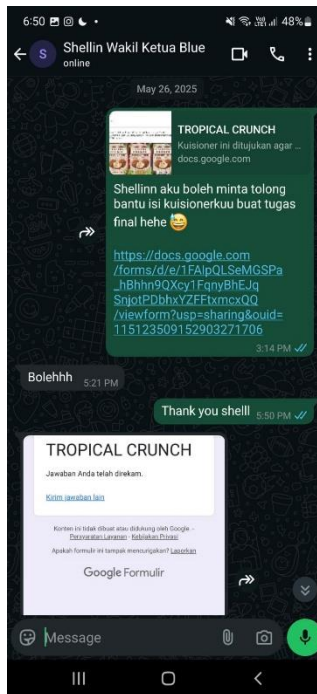 6:50
48%
Shellin Wakil Ketua Blue
online
May 26, 2025
TROPICAL CRUNCH
Kuisioner ini ditujukan agar ...
docs.google.com
Shellinn aku boleh minta tolong
bantu isi kuisionerkuu buat tugas
final hehe 😅
https://docs.google.com
/forms/d/e/1FAIpQLSeMGSPa
_hBhhn9QXcy1FqnyBhEJq
SnjotPDbhxYZFFtxmcxQQ
/viewform?usp=sharing&ouid=
115123509152903271706
3:14 PM
Bolehhh
5:21 PM
Thank you shelll
5:50 PM
TROPICAL CRUNCH
Jawaban Anda telah direkam.
Kirim jawaban lain
Konten ini tidak dibuat atau didukung oleh Google. -
Persyaratan Layanan - Kebijakan Privasi
Apakah formulir ini tampak mencurigakan? Laporkan
Google Formulir
Message